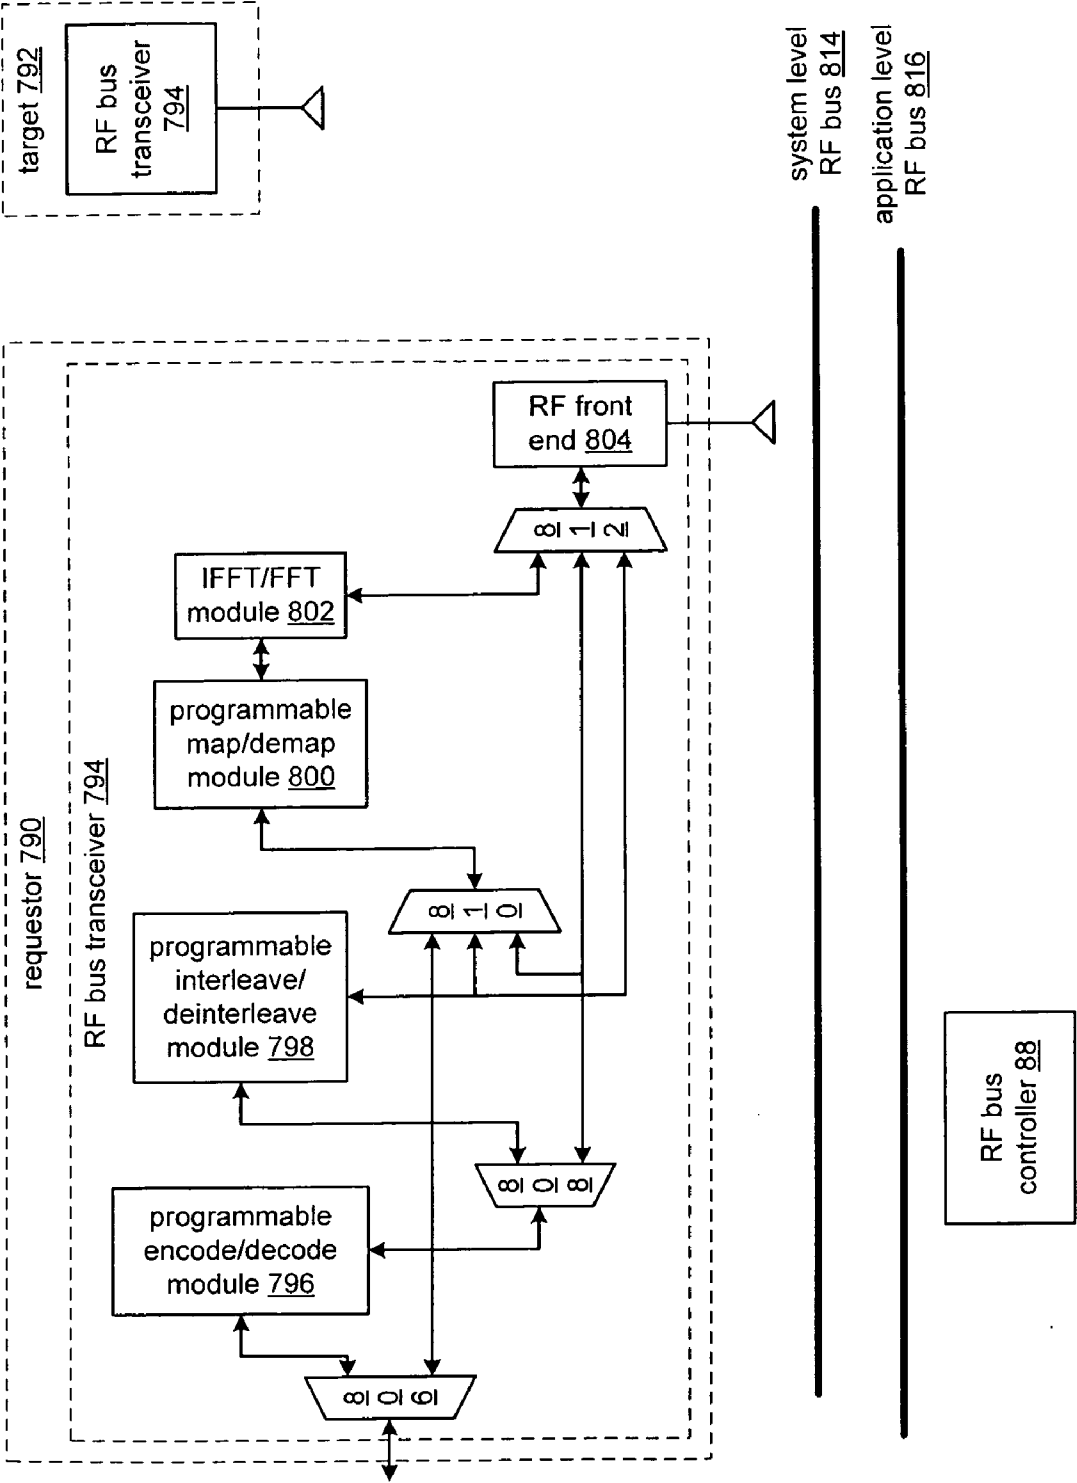 target 792
RF bus
transceiver
794
system level
RF bus 814
application level
RF bus 816
requestor 790
RF bus transceiver 794
RF front
end 804
812
IFFT/FFT
module 802
programmable
map/demap
module 800
810
programmable
interleave/
deinterleave
module 798
808
programmable
encode/decode
module 796
806
RF bus
controller 88